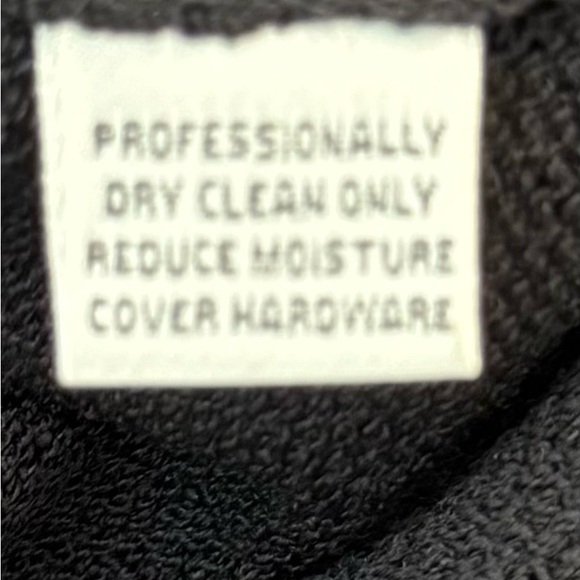 PROFESSIONALLY
DRY CLEAN ONLY
REDUCE MOISTURE
COVER HARDWARE